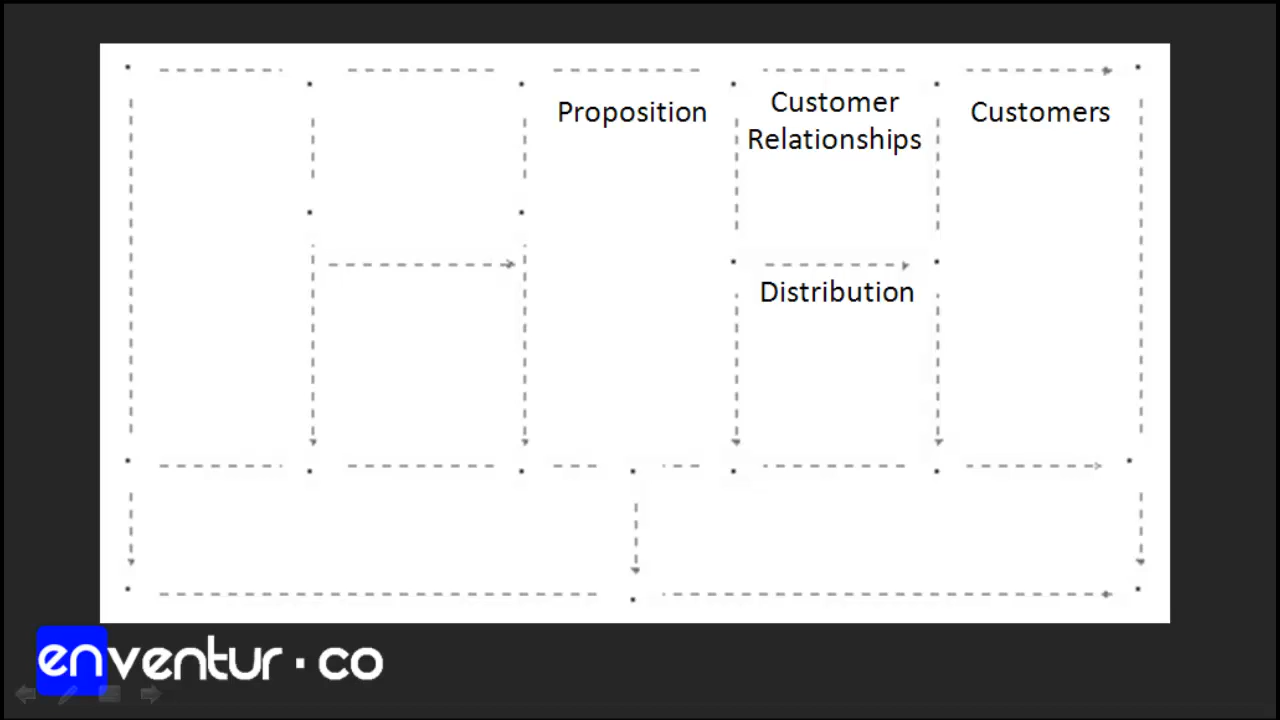 Proposition
Customer
Relationships
Customers
Distribution
enventur.co